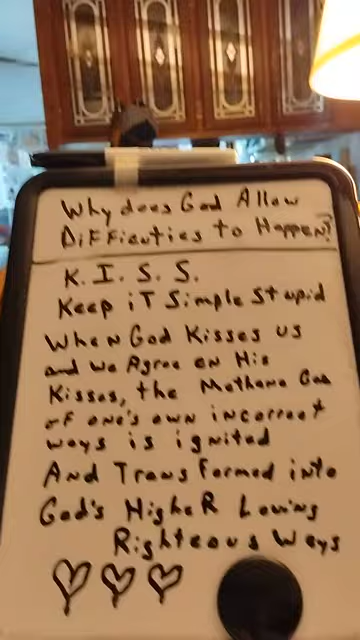 Why does God Allow
Difficulties to Happen?
K. I. S. S.
Keep iT Simple Stupid
When God Kisses us
and we Agree on His
Kisses, the Methane Gas
of one's own incorrect
ways is ignited
And Transformed into
God's Higher Loving
Righteous Ways